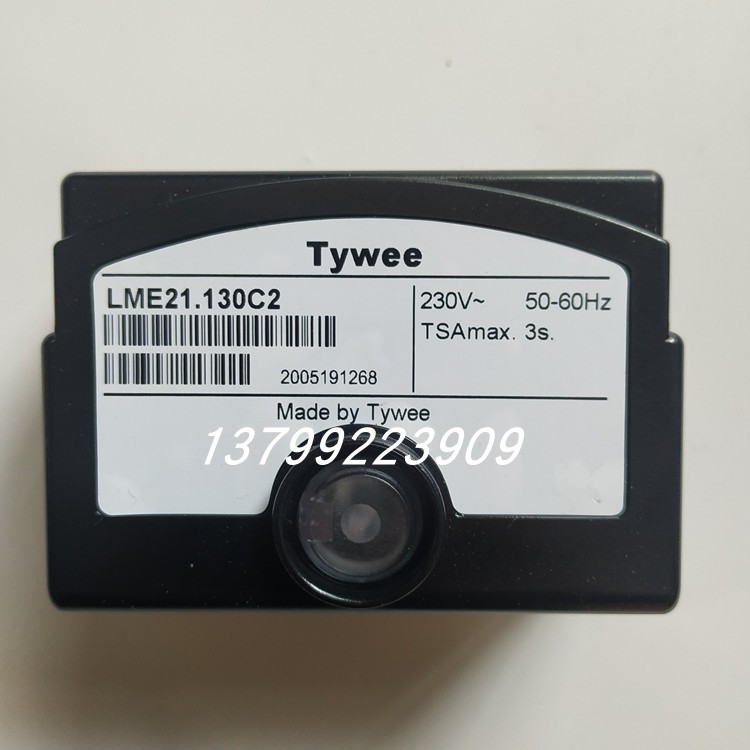 Tywee
LME21.130C2
230V~ 50-60Hz
TSAmax. 3s.
2005191268
Made by Tywee
13799223909